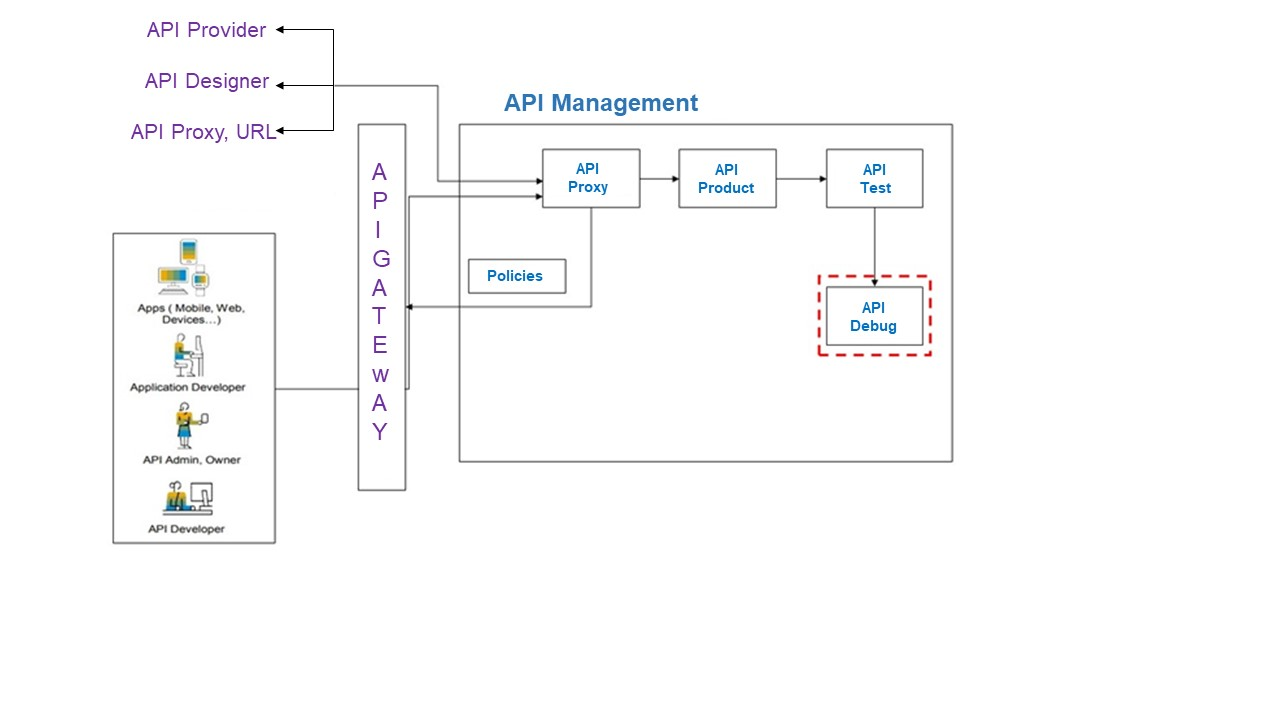 API Provider
API Designer
API Proxy, URL
API Management
A
P
I
G
A
T
E
w
A
Y
API
Proxy
API
Product
API
Test
Policies
API
Debug
Apps ( Mobile, Web,
Devices...)
Application Developer
API Admin, Owner
API Developer